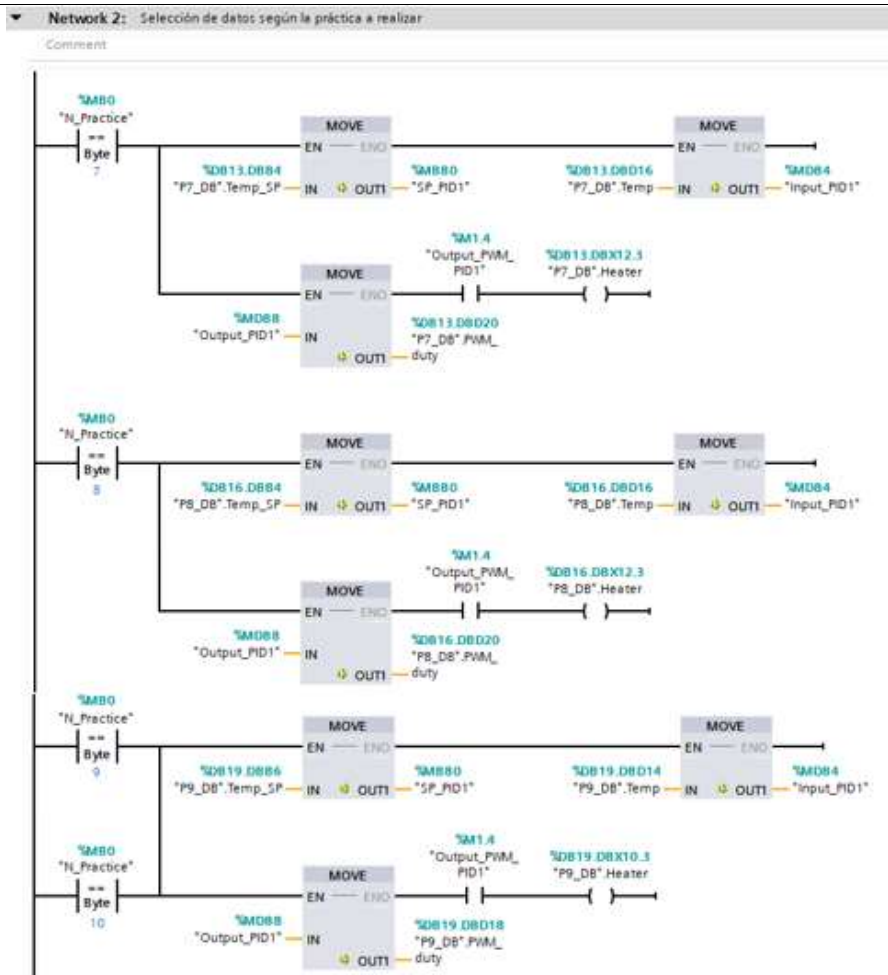 Network 2: Selección de datos según la práctica a realizar
Comment
%MB0
"N_Practice"
==
Byte
7
MOVE
EN ENO
%DB13.DBB4
"P7_DB".Temp_SP IN OUT1
%MB80
"SP_PID1"
MOVE
EN ENO
%DB13.DBD16
"P7_DB".Temp IN OUT1
%MD84
"Input_PID1"
MOVE
EN ENO
%MD88
"Output_PID1" IN
OUT1
%DB13.DBD20
"P7_DB".PWM_
duty
%M1.4
"Output_PWM_
PID1"
%DB13.DBX12.3
"P7_DB".Heater
%MB0
"N_Practice"
==
Byte
8
MOVE
EN ENO
%DB16.DBB4
"P8_DB".Temp_SP IN OUT1
%MB80
"SP_PID1"
MOVE
EN ENO
%DB16.DBD16
"P8_DB".Temp IN OUT1
%MD84
"Input_PID1"
MOVE
EN ENO
%MD88
"Output_PID1" IN
OUT1
%DB16.DBD20
"P8_DB".PWM_
duty
%M1.4
"Output_PWM_
PID1"
%DB16.DBX12.3
"P8_DB".Heater
%MB0
"N_Practice"
==
Byte
9
MOVE
EN ENO
%DB19.DBB6
"P9_DB".Temp_SP IN OUT1
%MB80
"SP_PID1"
MOVE
EN ENO
%DB19.DBD14
"P9_DB".Temp IN OUT1
%MD84
"Input_PID1"
%MB0
"N_Practice"
==
Byte
10
MOVE
EN ENO
%MD88
"Output_PID1" IN
OUT1
%DB19.DBD18
"P9_DB".PWM_
duty
%M1.4
"Output_PWM_
PID1"
%DB19.DBX10.3
"P9_DB".Heater